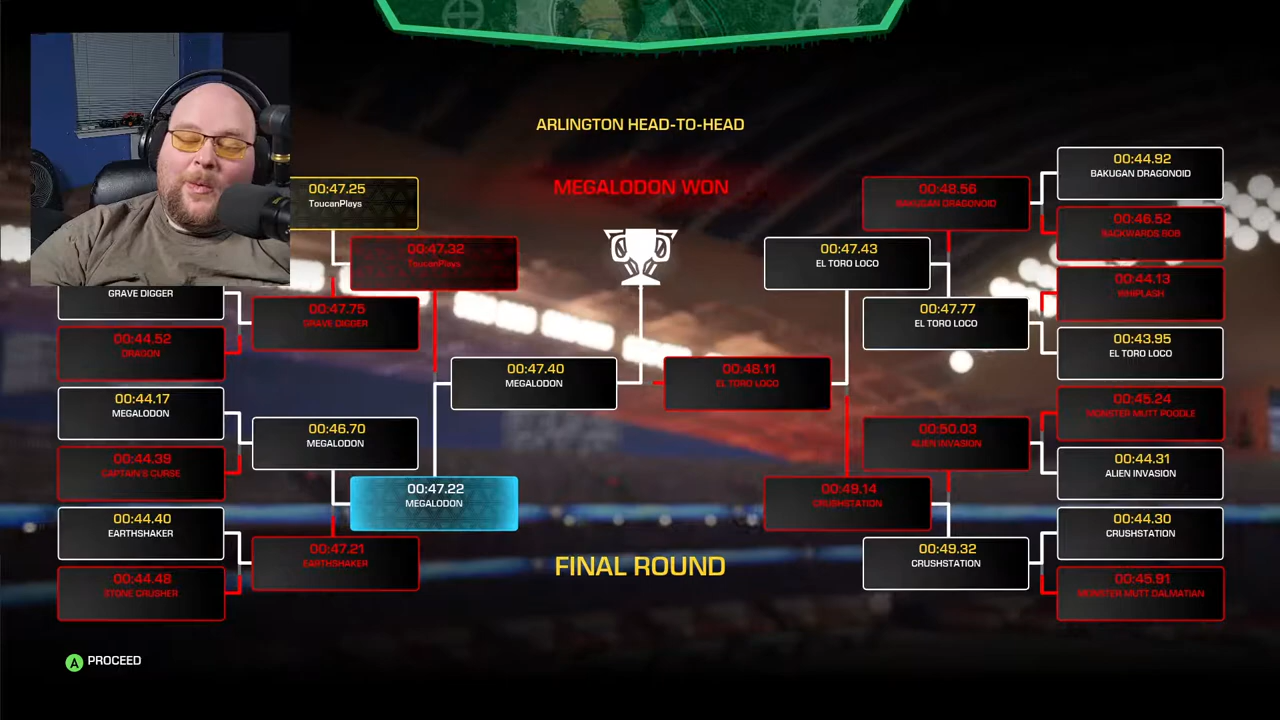 ARLINGTON HEAD-TO-HEAD
MEGALODON WON
00:47.25
ToucanPlays
00:47.32
ToucanPlays
GRAVE DIGGER
00:47.75
GRAVE DIGGER
00:44.52
DRAGON
00:44.17
MEGALODON
00:46.70
MEGALODON
00:44.39
CAPTAIN'S CURSE
00:47.22
MEGALODON
00:44.40
EARTHSHAKER
00:47.21
EARTHSHAKER
00:44.48
STONE CRUSHER
00:47.40
MEGALODON
00:48.11
EL TORO LOCO
00:47.43
EL TORO LOCO
00:49.14
CRUSHSTATION
00:48.56
BAKUGAN DRAGONOID
00:47.77
EL TORO LOCO
00:50.03
ALIEN INVASION
00:49.32
CRUSHSTATION
00:44.92
BAKUGAN DRAGONOID
00:46.52
BACKWARDS BOB
00:44.13
WHIPLASH
00:43.95
EL TORO LOCO
00:45.24
MONSTER MUTT POODLE
00:44.31
ALIEN INVASION
00:44.30
CRUSHSTATION
00:45.91
MONSTER MUTT DALMATIAN
FINAL ROUND
A PROCEED